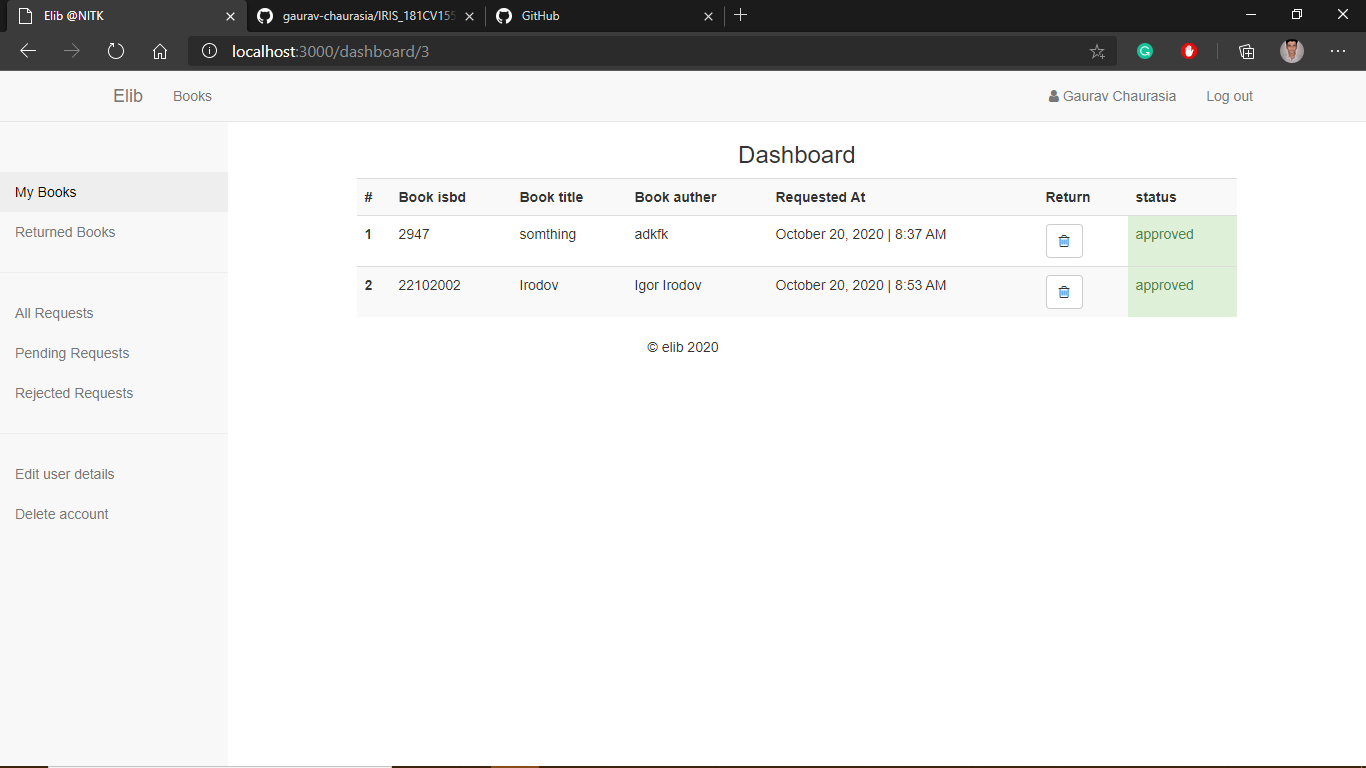 Elib @NITK
gaurav-chaurasia/IRIS_181CV155
GitHub
localhost:3000/dashboard/3
Elib Books Gaurav Chaurasia Log out
My Books
Returned Books
All Requests
Pending Requests
Rejected Requests
Edit user details
Delete account
Dashboard
# Book isbd Book title Book auther Requested At Return status
1 2947 somthing adkfk October 20, 2020 | 8:37 AM approved
2 22102002 Irodov Igor Irodov October 20, 2020 | 8:53 AM approved
© elib 2020